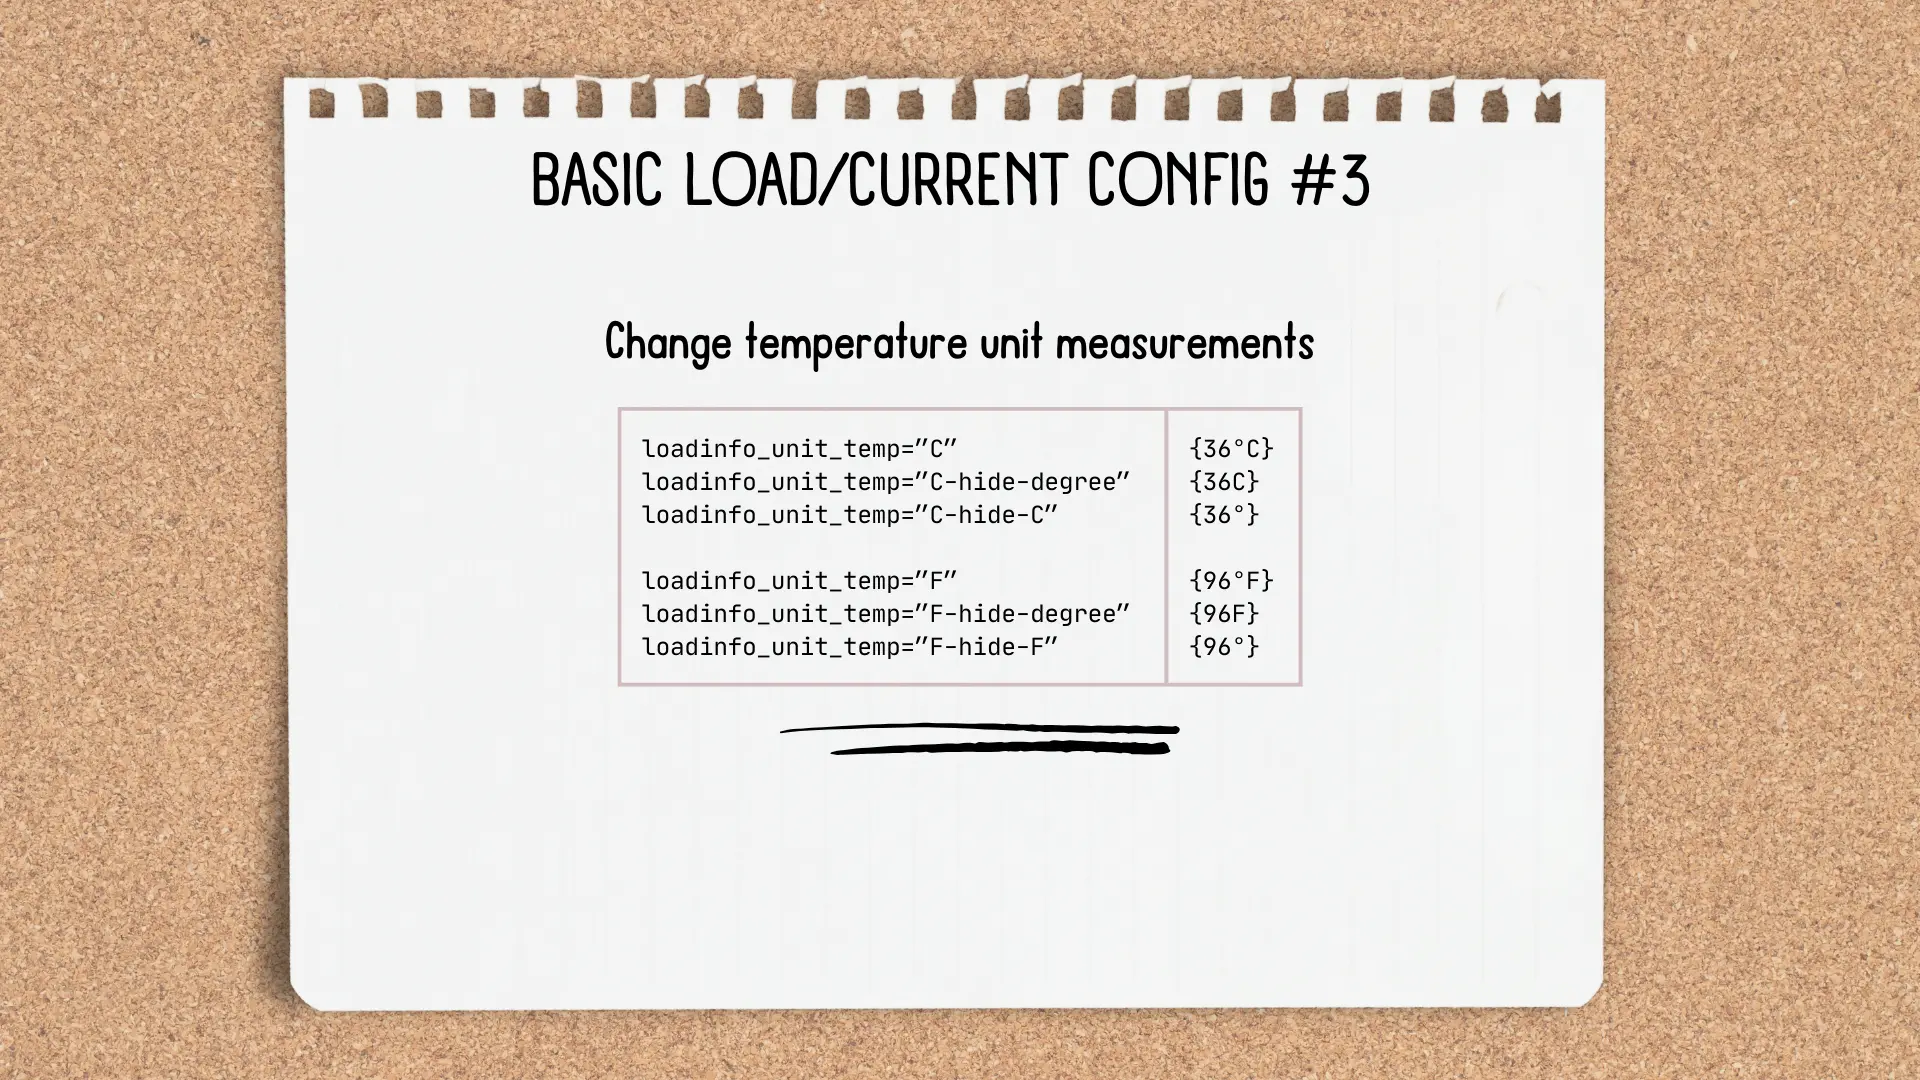 BASIC LOAD/CURRENT CONFIG #3
Change temperature unit measurements
loadinfo_unit_temp=”C” {36°C}
loadinfo_unit_temp=”C-hide-degree” {36C}
loadinfo_unit_temp=”C-hide-C” {36°}
loadinfo_unit_temp=”F” {96°F}
loadinfo_unit_temp=”F-hide-degree” {96F}
loadinfo_unit_temp=”F-hide-F” {96°}